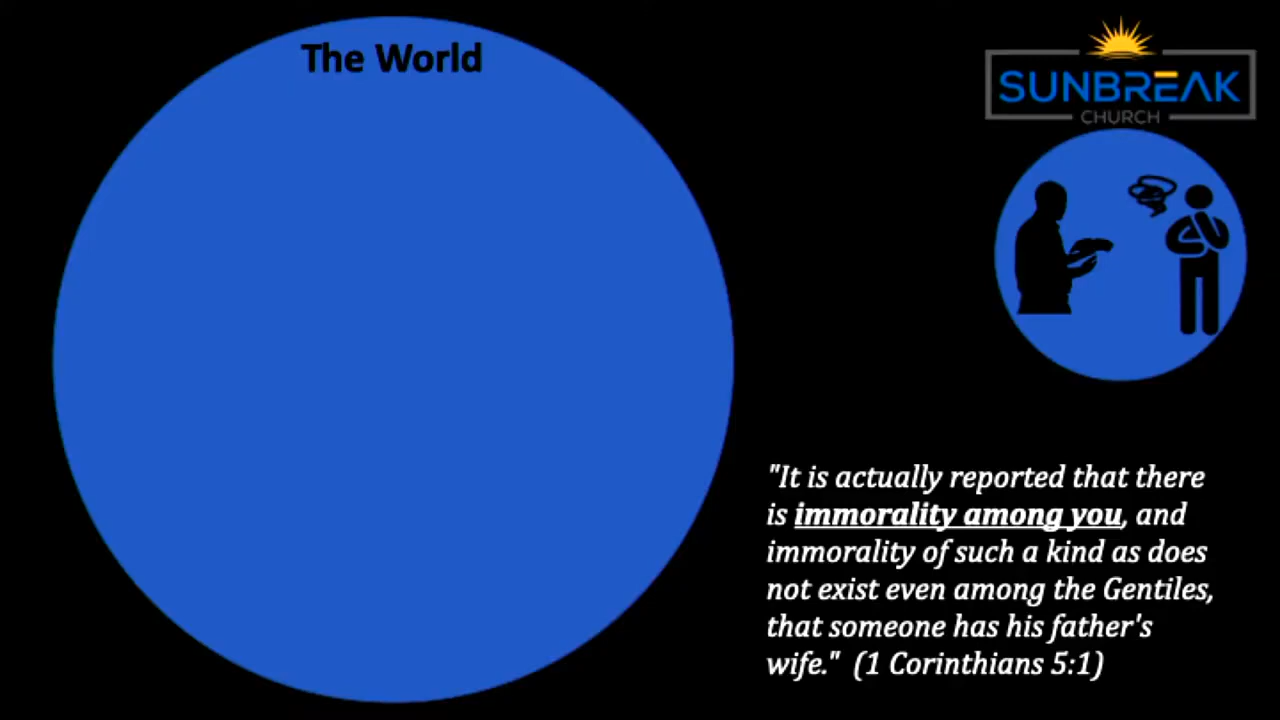 The World
SUNBREAK
CHURCH
"It is actually reported that there
is immorality among you, and
immorality of such a kind as does
not exist even among the Gentiles,
that someone has his father's
wife." (1 Corinthians 5:1)